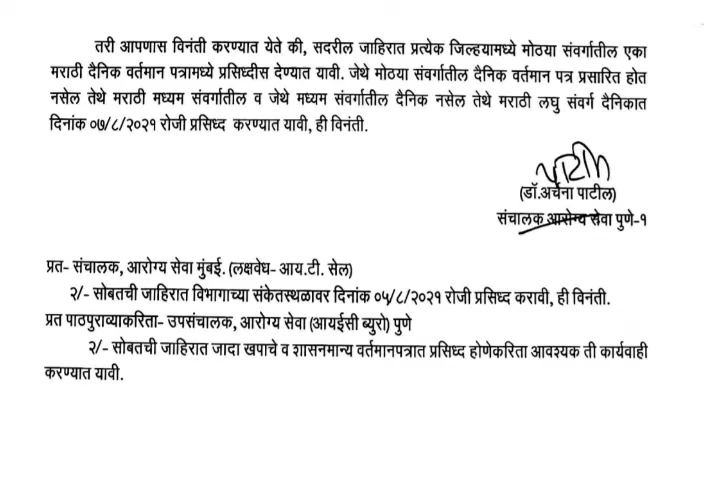 तरी आपणास विनंती करण्यात येते की, सदरील जाहिरात प्रत्येक जिल्हयामध्ये मोठया संवर्गातील एका
मराठी दैनिक वर्तमान पत्रामध्ये प्रसिध्दीस देण्यात यावी. जेथे मोठया संवर्गातील दैनिक वर्तमान पत्र प्रसारित होत
नसेल तेथे मराठी मध्यम संवर्गातील व जेथे मध्यम संवर्गातील दैनिक नसेल तेथे मराठी लघु संवर्ग दैनिकात
दिनांक ०७/८/२०२१ रोजी प्रसिध्द करण्यात यावी, ही विनंती.
(डॉ.अर्चना पाटील)
संचालक आरोग्य सेवा पुणे-१
प्रत- संचालक, आरोग्य सेवा मुंबई. (लक्षवेध- आय.टी. सेल)
२/- सोबतची जाहिरात विभागाच्या संकेतस्थळावर दिनांक ०५/८/२०२१ रोजी प्रसिध्द करावी, ही विनंती.
प्रत पाठपुराव्याकरिता- उपसंचालक, आरोग्य सेवा (आयईसी ब्युरो) पुणे
२/- सोबतची जाहिरात जादा खपाचे व शासनमान्य वर्तमानपत्रात प्रसिध्द होणेकरिता आवश्यक ती कार्यवाही
करण्यात यावी.